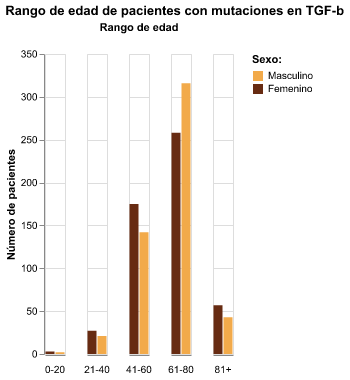 Rango de edad de pacientes con mutaciones en TGF-b
Rango de edad
Sexo:
Masculino
Femenino
Número de pacientes
350
300
250
200
150
100
50
0
0-20
21-40
41-60
61-80
81+